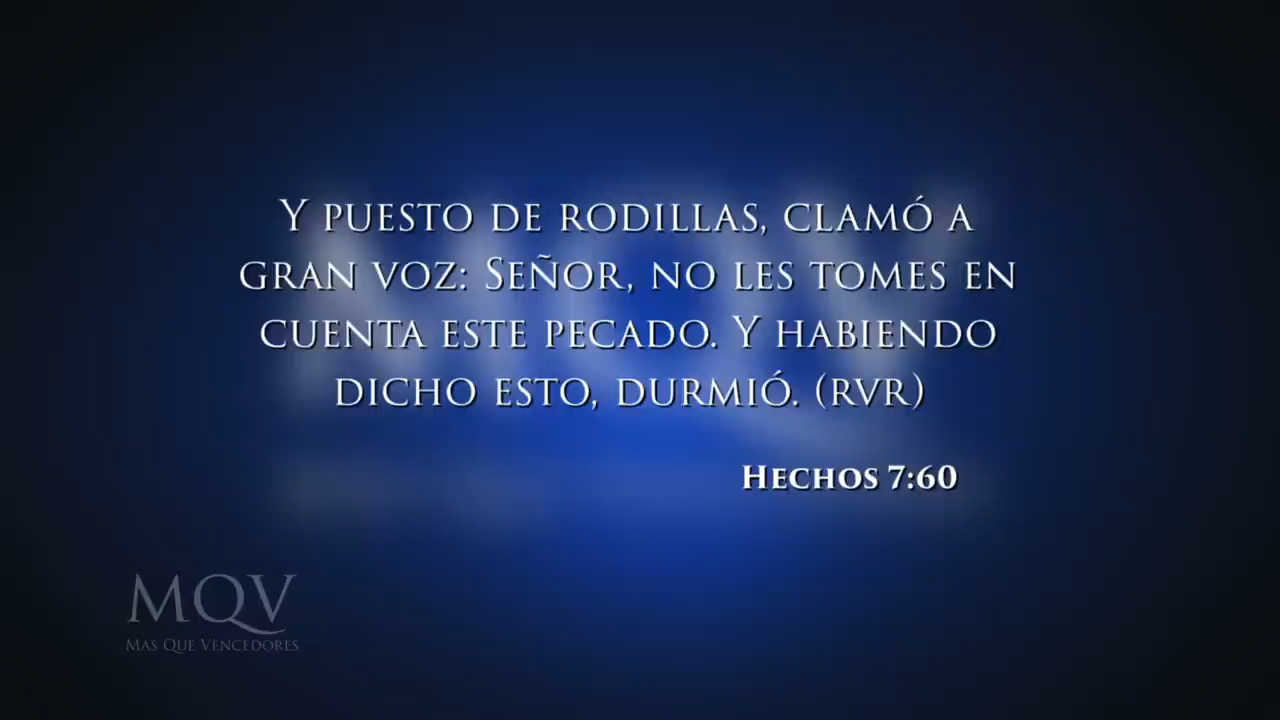 Y puesto de rodillas, clamó a
gran voz: Señor, no les tomes en
cuenta este pecado. Y habiendo
dicho esto, durmió. (rvr)
Hechos 7:60
MQV
Más Que Vencedores